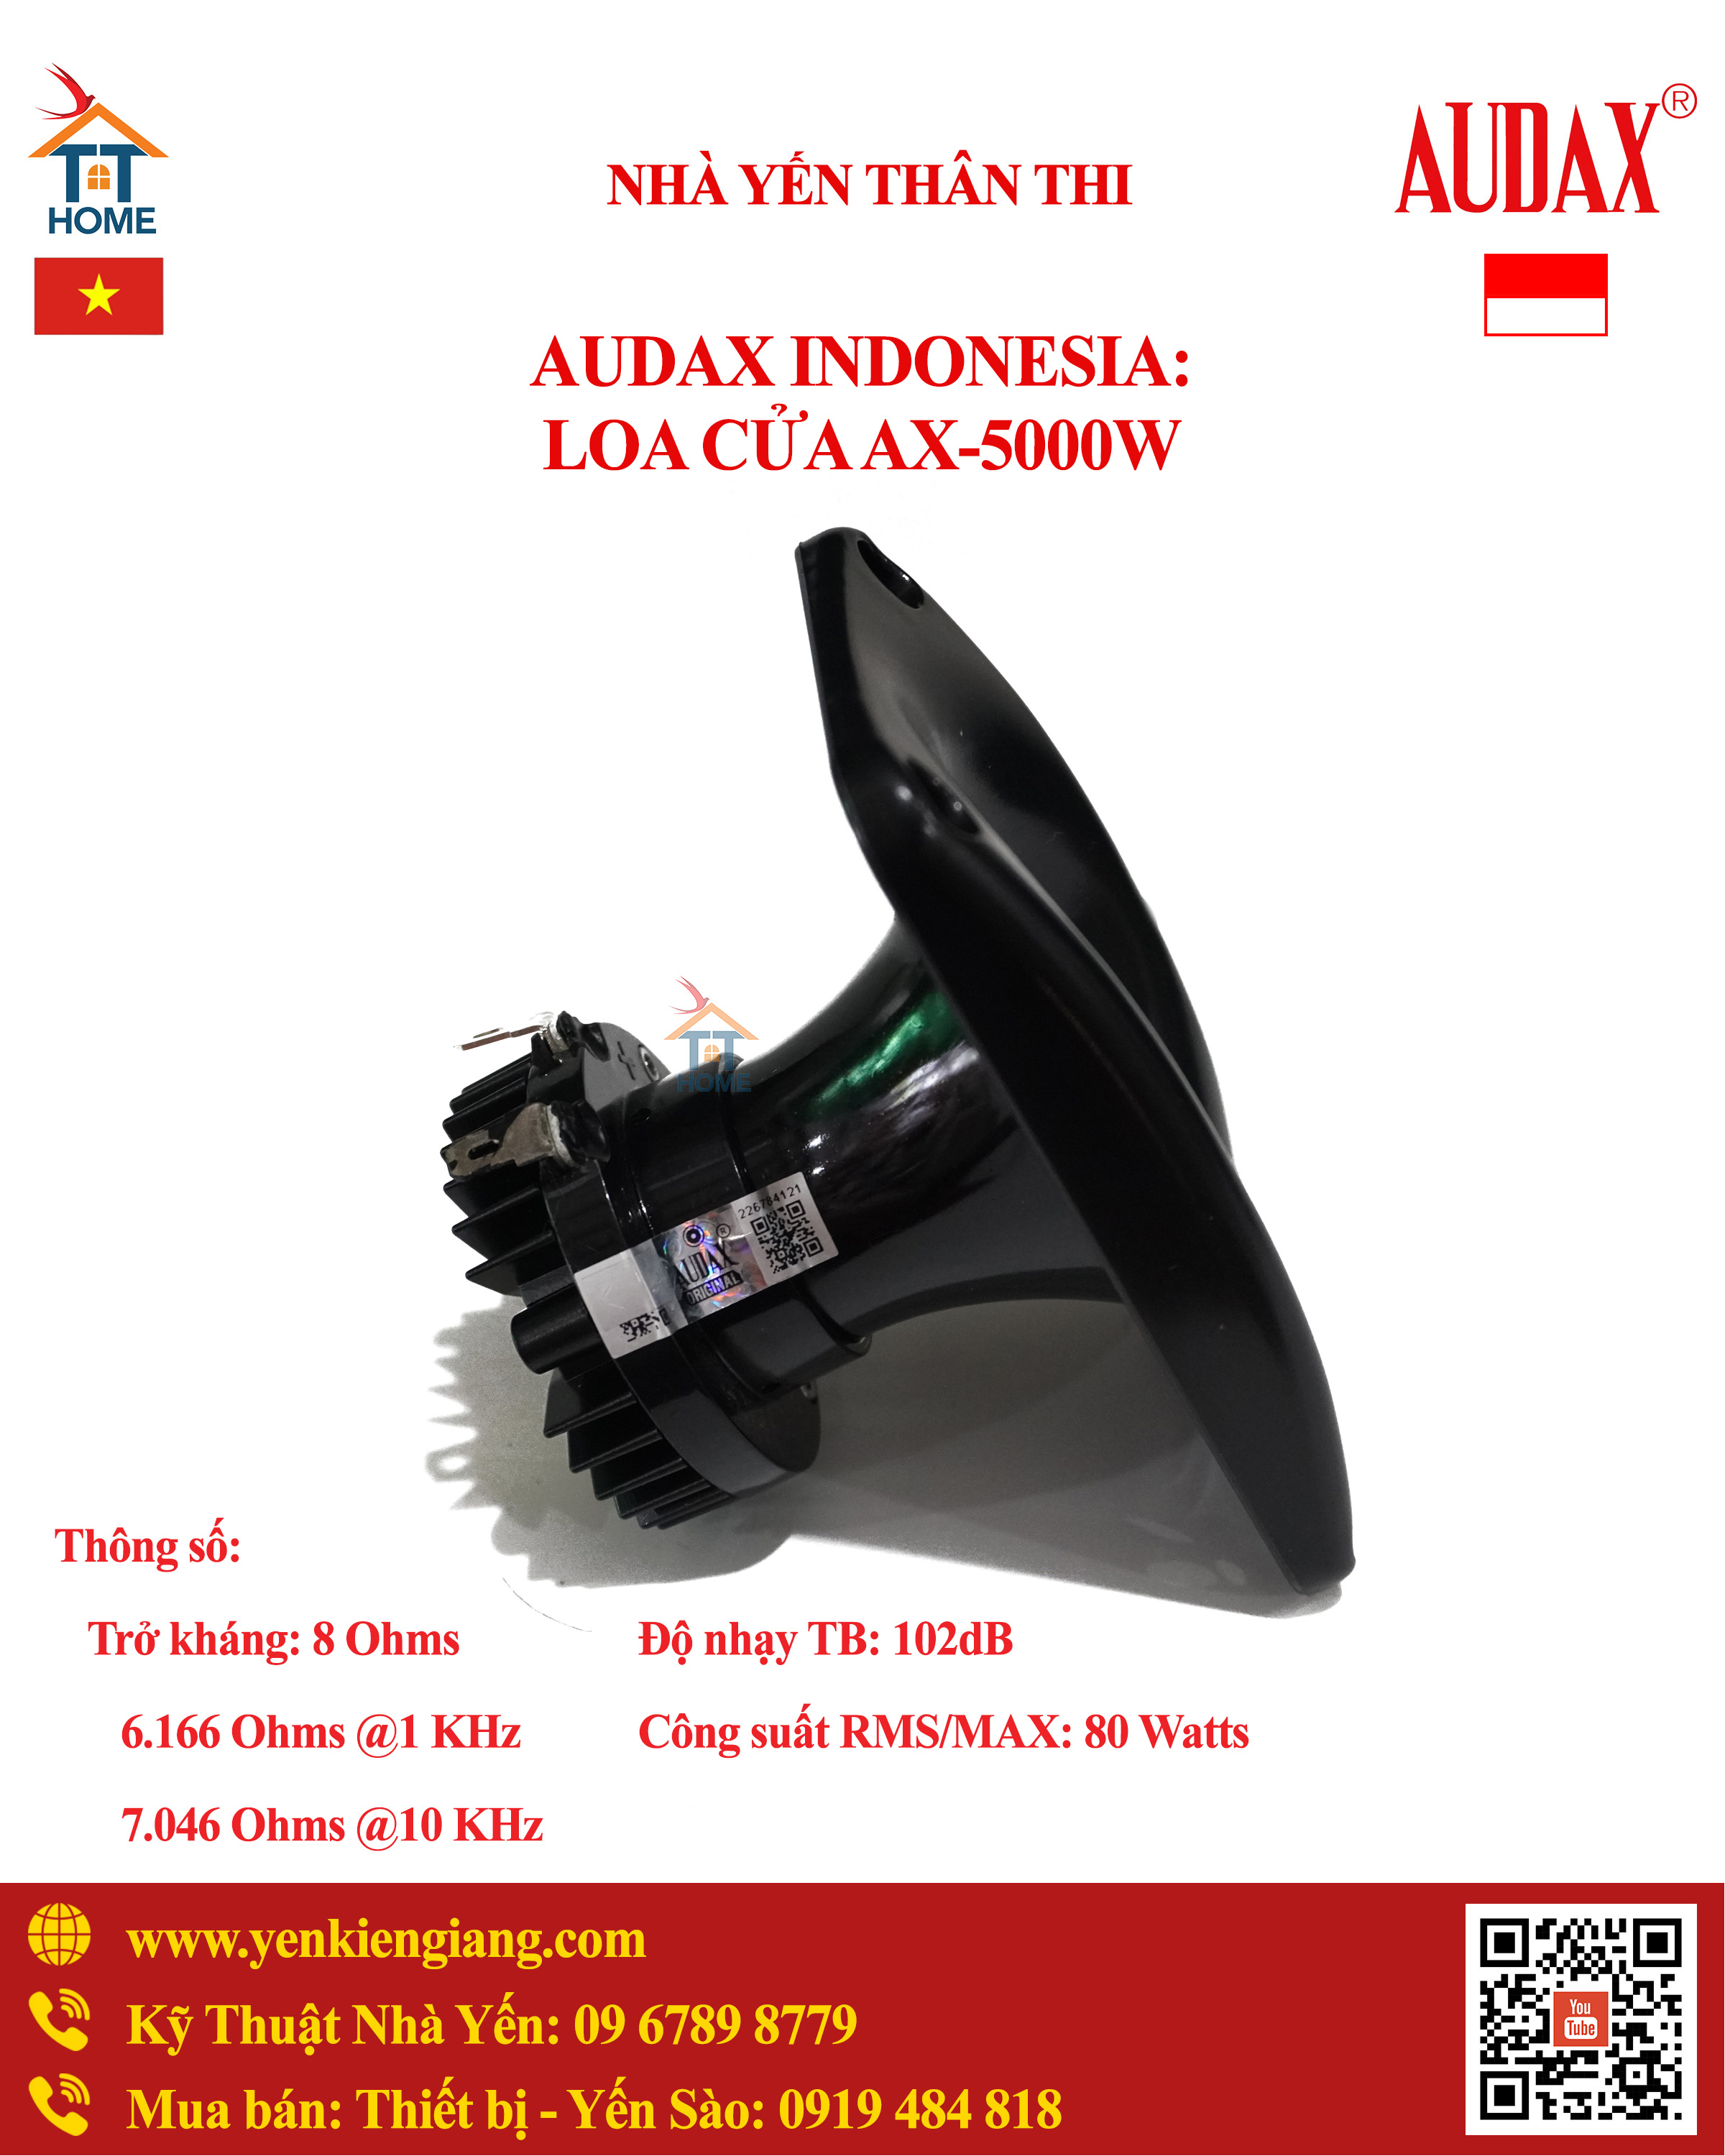 TT
HOME
NHÀ YẾN THÂN THI
AUDAX®
AUDAX INDONESIA:
LOA CỬA AX-5000W
TT
HOME
226784121
AUDAX®
ORIGINAL
Thông số:
Trở kháng: 8 Ohms
Độ nhạy TB: 102dB
6.166 Ohms @1 KHz
Công suất RMS/MAX: 80 Watts
7.046 Ohms @10 KHz
www.yenkiengiang.com
Kỹ Thuật Nhà Yến: 09 6789 8779
Mua bán: Thiết bị - Yến Sào: 0919 484 818
You
Tube